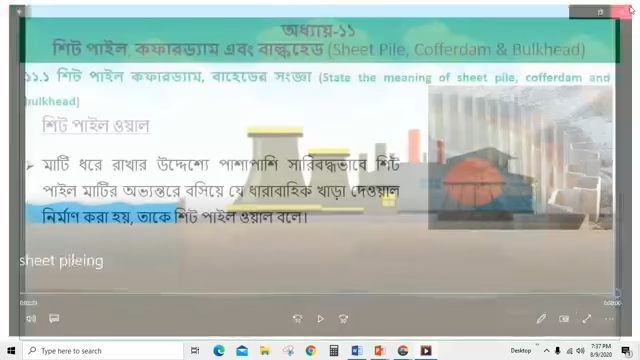 অধ্যায়-১১
শিট পাইল, কফারড্যাম এবং বাল্কহেড (Sheet Pile, Cofferdam & Bulkhead)
১১.১ শিট পাইল কফারড্যাম, বাহেডের সংজ্ঞা (State the meaning of sheet pile, cofferdam and
bulkhead)
শিট পাইল ওয়াল
মাটি ধরে রাখার উদ্দেশ্যে পাশাপাশি সারিবদ্ধভাবে শিট
পাইল মাটির অভ্যন্তরে বসিয়ে যে ধারাবাহিক খাড়া দেওয়াল
নির্মাণ করা হয়, তাকে শিট পাইল ওয়াল বলে।
sheet pileing
Type here to search
Desktop
7:37 PM
8/9/2020